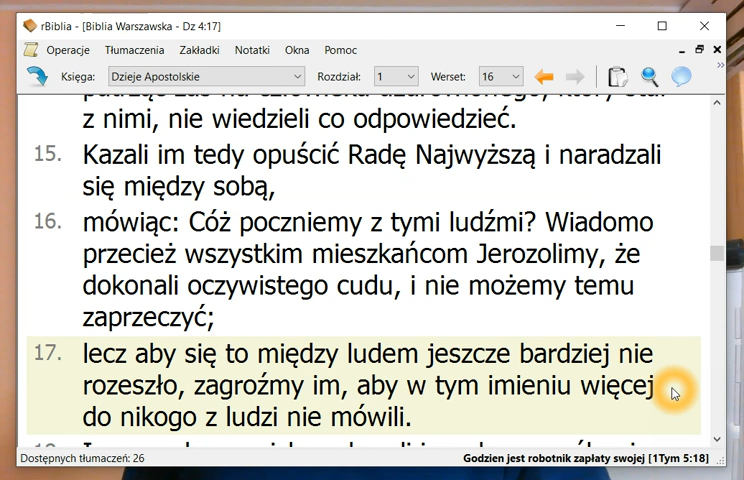 rBiblia - [Biblia Warszawska - Dz 4:17]
Operacje Tłumaczenia Zakładki Notatki Okna Pomoc
Księga: Dzieje Apostolskie Rozdział: 1 Werset: 16
z nimi, nie wiedzieli co odpowiedzieć.
15. Kazali im tedy opuścić Radę Najwyższą i naradzali
się między sobą,
16. mówiąc: Cóż poczniemy z tymi ludźmi? Wiadomo
przecież wszystkim mieszkańcom Jerozolimy, że
dokonali oczywistego cudu, i nie możemy temu
zaprzeczyć;
17. lecz aby się to między ludem jeszcze bardziej nie
rozeszło, zagroźmy im, aby w tym imieniu więcej
do nikogo z ludzi nie mówili.
Dostępnych tłumaczeń: 26 Godzien jest robotnik zapłaty swojej [1Tym 5:18]